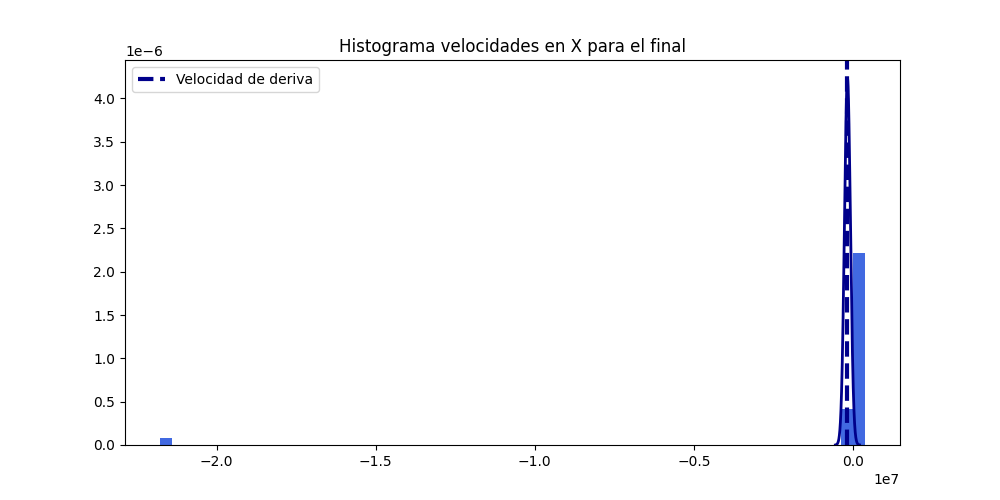 Histograma velocidades en X para el final
1e−6
Velocidad de deriva
4.0
3.5
3.0
2.5
2.0
1.5
1.0
0.5
0.0
−2.0 −1.5 −1.0 −0.5 0.0
1e7